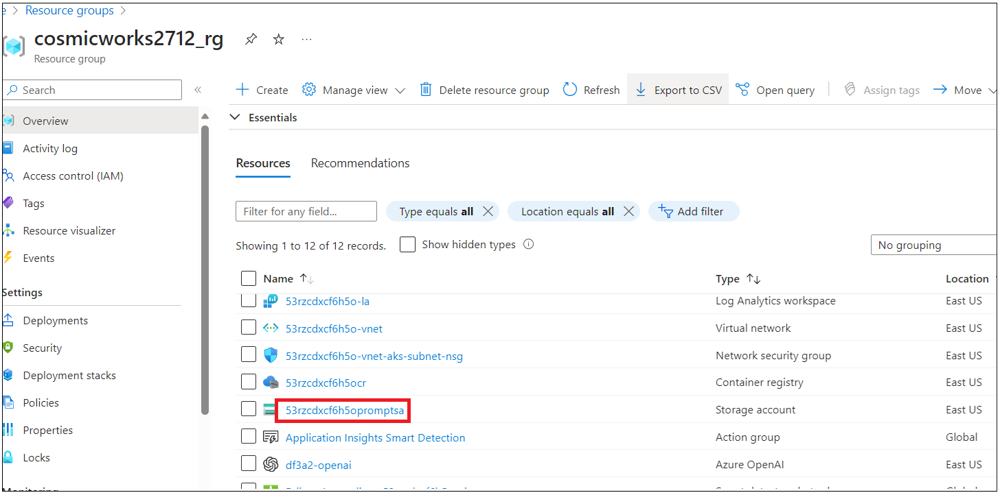 e > Resource groups >
cosmicworks2712_rg ...
Resource group
Search «
Create Manage view Delete resource group Refresh Export to CSV Open query Assign tags Move
Overview
Essentials
Activity log
Access control (IAM)
Tags
Resource visualizer
Events
Settings
Deployments
Security
Deployment stacks
Policies
Properties
Locks
Monitoring
Resources Recommendations
Filter for any field... Type equals all Location equals all Add filter
Showing 1 to 12 of 12 records. Show hidden types
No grouping
Name Type Location
53rzcdxcf6h5o-la Log Analytics workspace East US
53rzcdxcf6h5o-vnet Virtual network East US
53rzcdxcf6h5o-vnet-aks-subnet-nsg Network security group East US
53rzcdxcf6h5ocr Container registry East US
53rzcdxcf6h5opromptsa Storage account East US
Application Insights Smart Detection Action group Global
df3a2-openai Azure OpenAI East US